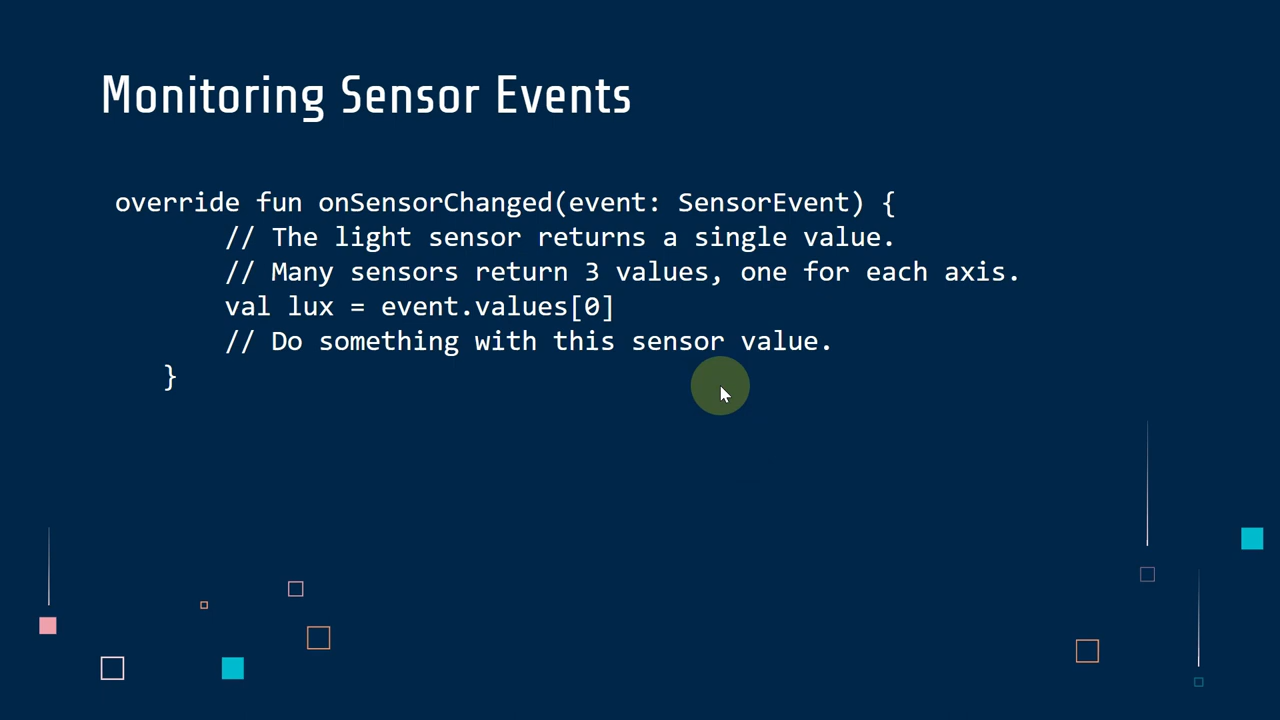 Monitoring Sensor Events
override fun onSensorChanged(event: SensorEvent) {
// The light sensor returns a single value.
// Many sensors return 3 values, one for each axis.
val lux = event.values[0]
// Do something with this sensor value.
}